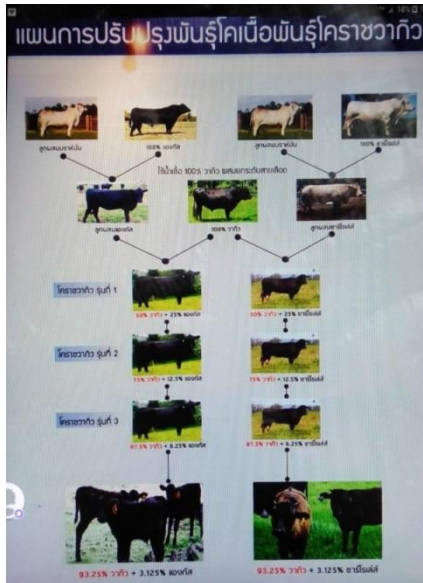 แผนการปรับปรุงพันธุ์โคเนื้อพันธุ์โคราชวากิว
ลูกผสมบราห์มัน
100% แองกัส
ลูกผสมบราห์มัน
100% ชาร์โรเล่ส์
ใช้น้ำเชื้อ 100% วากิว ผสมยกระดับสายเลือด
ลูกผสมแองกัส
100% วากิว
ลูกผสมชาร์โรเล่ส์
โคราชวากิว รุ่นที่ 1
50% วากิว + 25% แองกัส
50% วากิว + 25% ชาร์โรเล่ส์
โคราชวากิว รุ่นที่ 2
75% วากิว + 12.5% แองกัส
75% วากิว + 12.5% ชาร์โรเล่ส์
โคราชวากิว รุ่นที่ 3
87.5% วากิว + 6.25% แองกัส
87.5% วากิว + 6.25% ชาร์โรเล่ส์
93.25% วากิว + 3.125% แองกัส
93.25% วากิว + 3.125% ชาร์โรเล่ส์